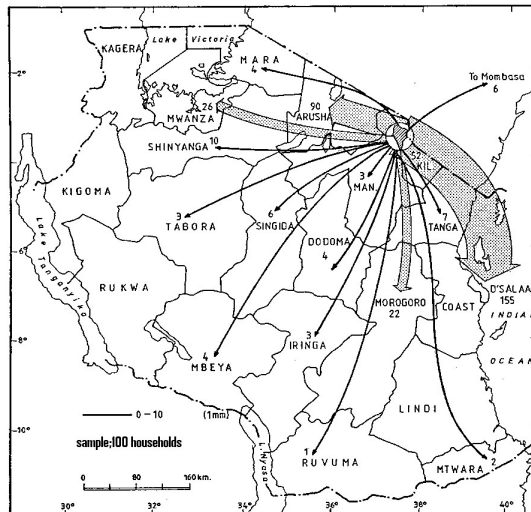 KAGERA
Lake Victoria
MARA
4
To Mombasa
6
2°
26
MWANZA
90
ARUSHA
SHINYANGA 10
52
KIL.
KIGOMA
3
MAN.
3
TABORA
6
SINGIDA
7
TANGA
6°
Lake Tanganyika
DODOMA
4
RUKWA
D'SALAA
155
MOROGORO
22
COAST
INDIA
8°
3
IRINGA
4
MBEYA
OCEAN
0-10 (1mm)
LINDI
sample;100 households
10°
L. Nyasa
1
RUVUMA
2
MTWARA
0 80 160 km.
30° 32° 34° 36° 38° 40°